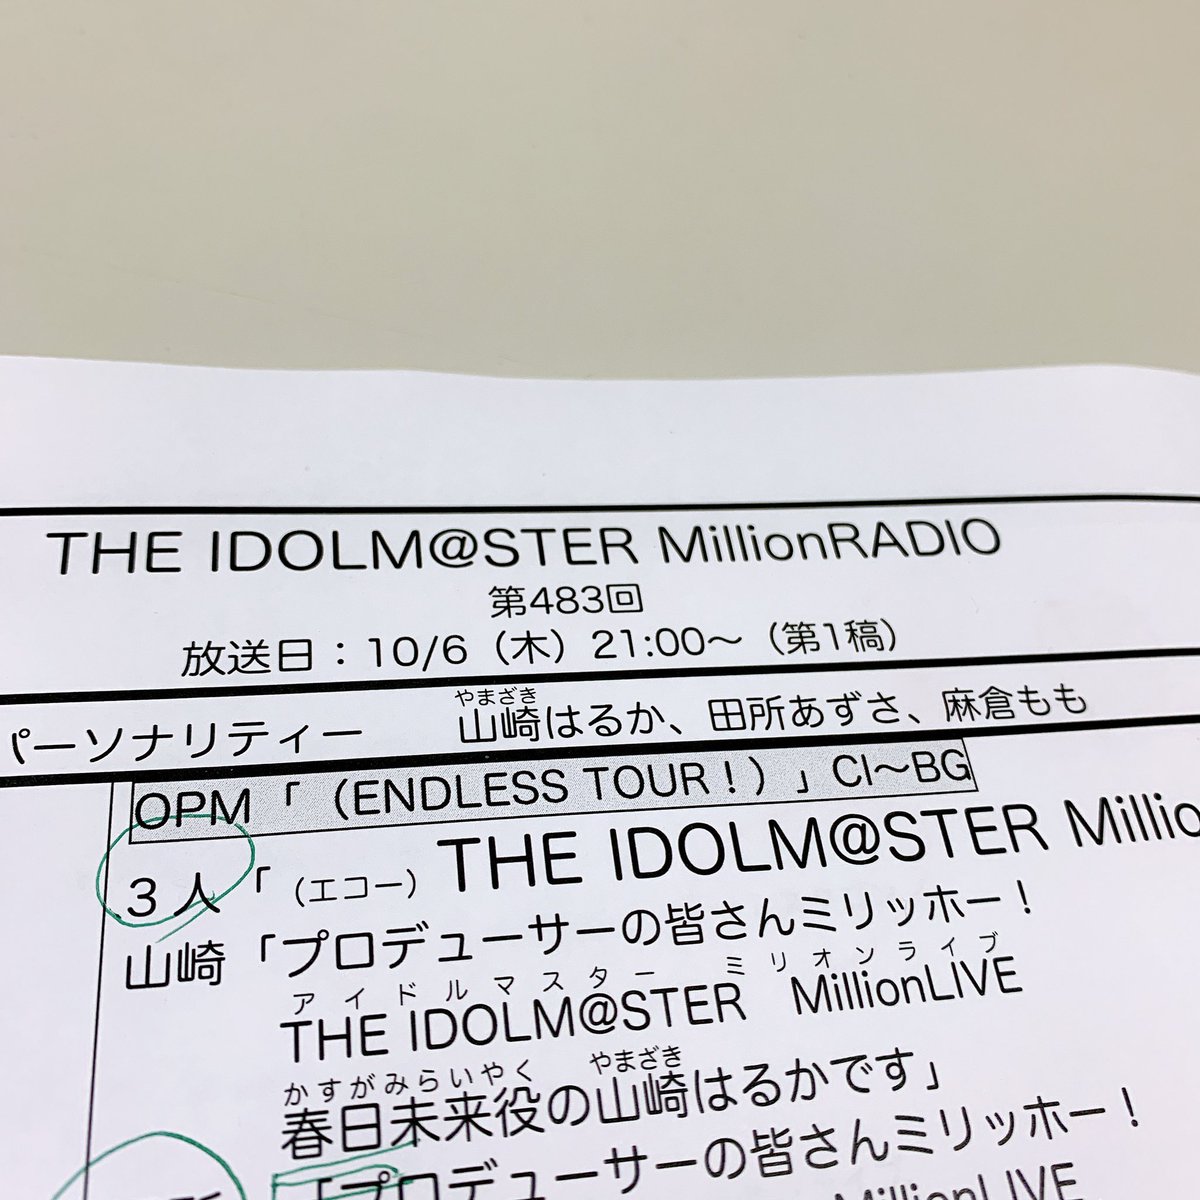 THE IDOLM@STER MillionRADIO
第483回
放送日：10/6（木）21:00～（第1稿）
パーソナリティー　やまざき
山崎はるか、田所あずさ、麻倉もも
OPM「（ENDLESS TOUR！）」CI～BG
3人「（エコー）THE IDOLM@STER Millio
山崎「プロデューサーの皆さんミリッホー！
アイドルマスター　ミリオンライブ
THE IDOLM@STER　MillionLIVE
かすがみらいやく　やまざき
春日未来役の山崎はるかです」
「プロデューサーの皆さんミリッホー！
MillionLIVE